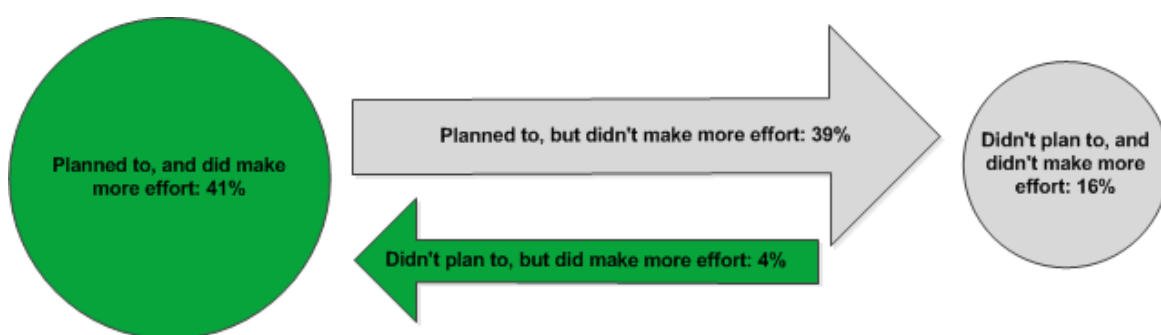 Planned to, and did make
more effort: 41%
Planned to, but didn't make more effort: 39%
Didn't plan to, but did make more effort: 4%
Didn't plan to, and
didn't make more
effort: 16%